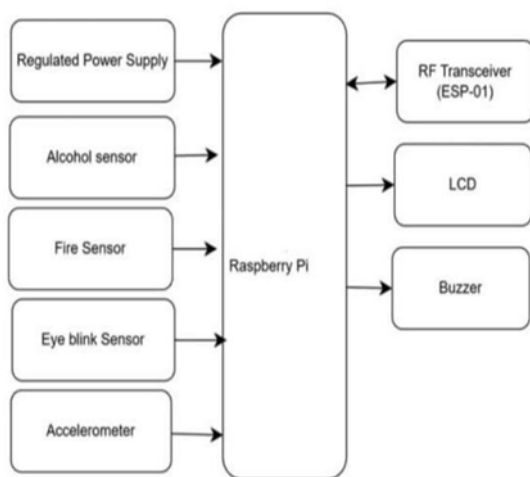 Regulated Power Supply
Alcohol sensor
Fire Sensor
Eye blink Sensor
Accelerometer
Raspberry Pi
RF Transceiver
(ESP-01)
LCD
Buzzer